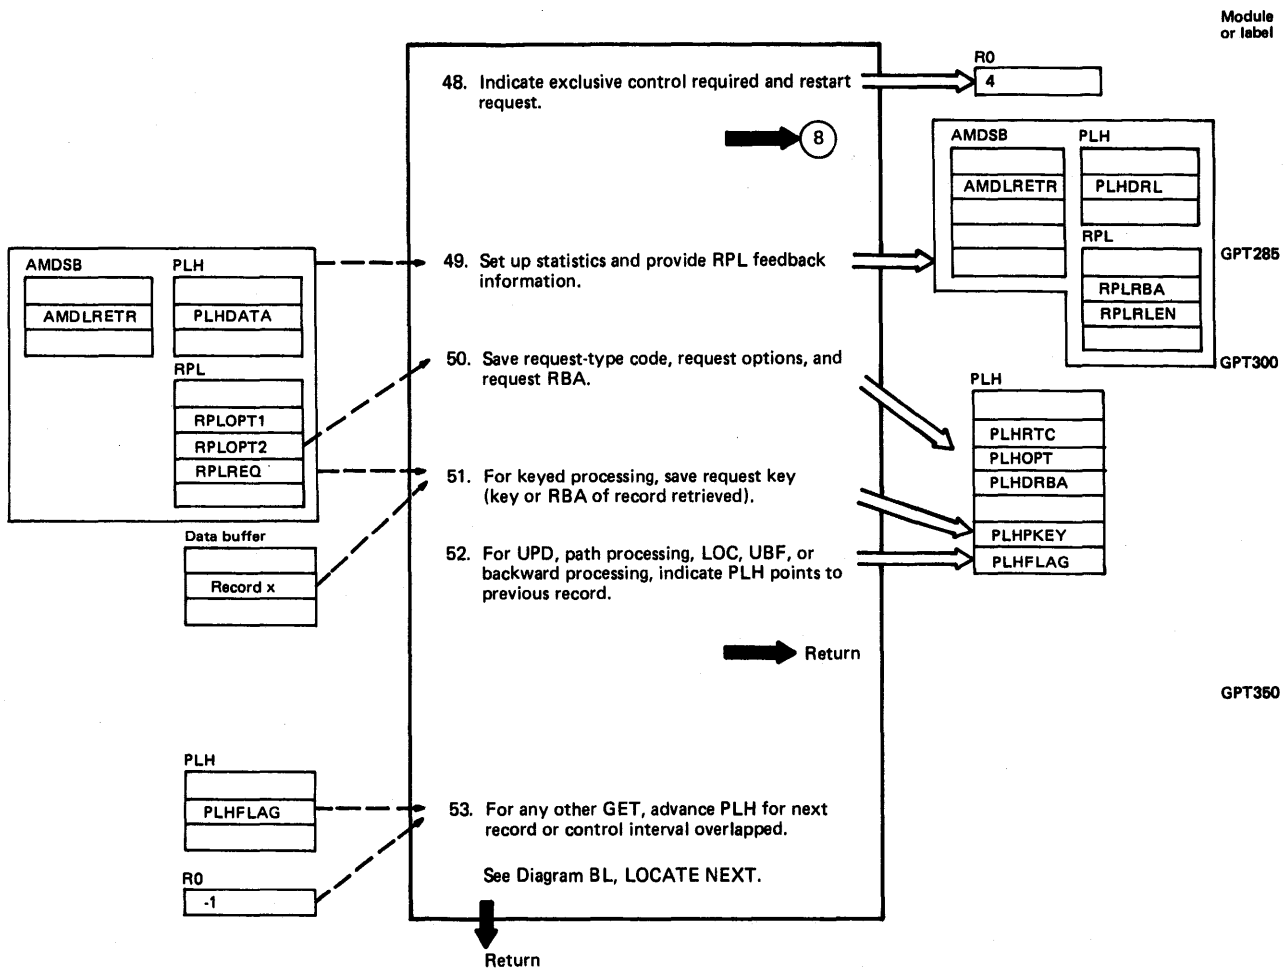 Module
or label
R0
4
48. Indicate exclusive control required and restart
request.
8
AMDSB
PLH
AMDLRETR
PLHDRL
RPL
RPLRBA
RPLRLEN
GPT285
AMDSB
PLH
AMDLRETR
PLHDATA
RPL
RPLOPT1
RPLOPT2
RPLREQ
49. Set up statistics and provide RPL feedback
information.
GPT300
50. Save request-type code, request options, and
request RBA.
PLH
PLHRTC
PLHOPT
PLHDRBA
PLHPKEY
PLHFLAG
51. For keyed processing, save request key
(key or RBA of record retrieved).
Data buffer
Record x
52. For UPD, path processing, LOC, UBF, or
backward processing, indicate PLH points to
previous record.
Return
GPT350
PLH
PLHFLAG
R0
-1
53. For any other GET, advance PLH for next
record or control interval overlapped.
See Diagram BL, LOCATE NEXT.
Return